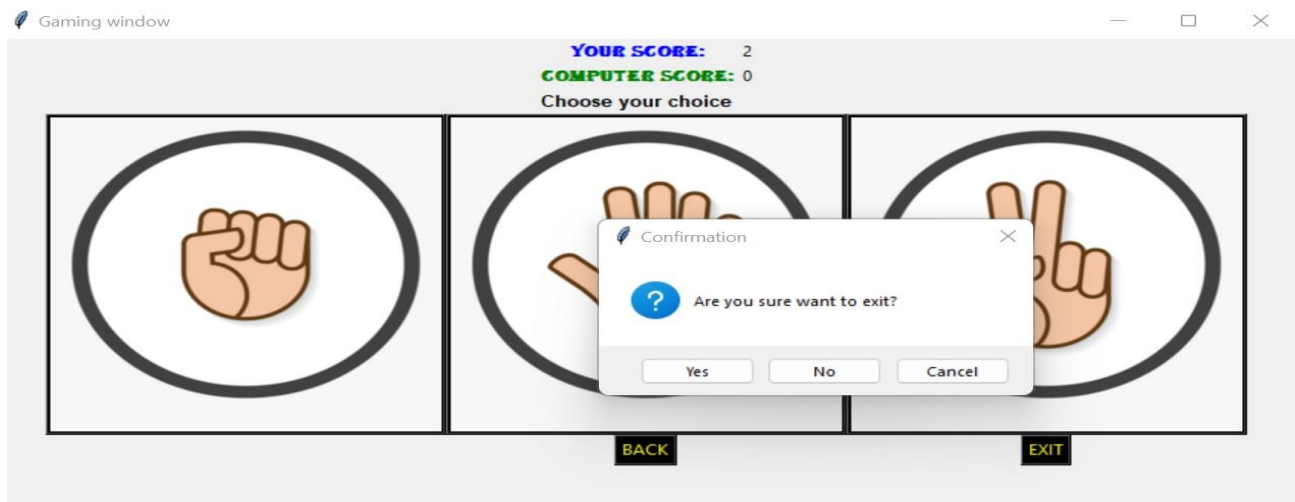 Gaming window
YOUR SCORE: 2
COMPUTER SCORE: 0
Choose your choice
Confirmation
?
Are you sure want to exit?
Yes No Cancel
BACK EXIT